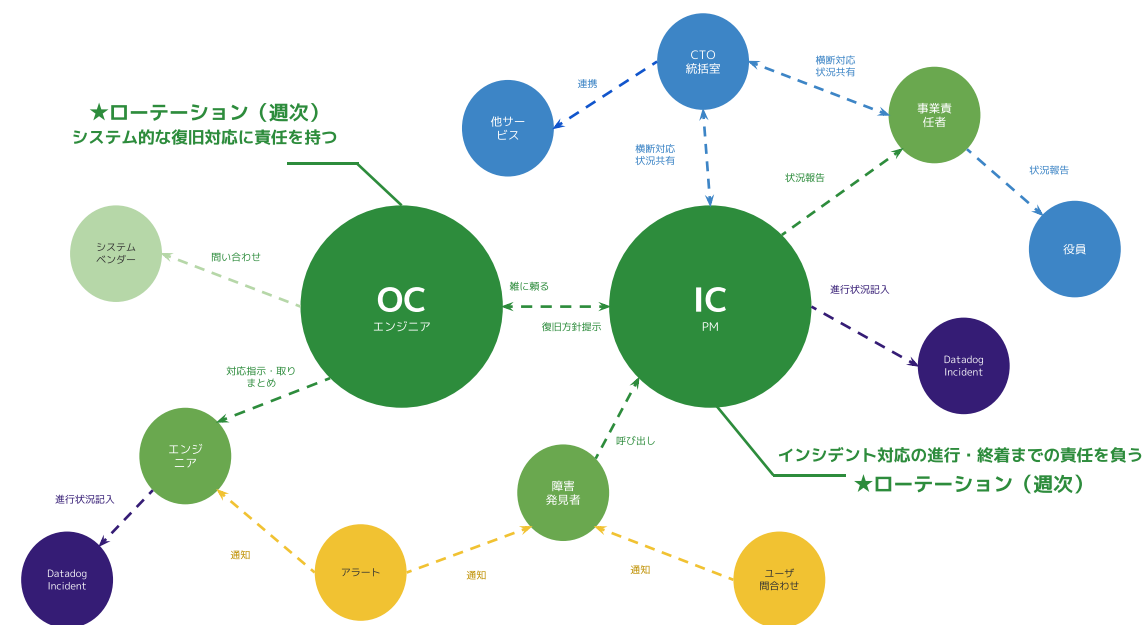 CTO
統括室
横断対応
状況共有
連携
★ローテーション（週次）
システム的な復旧対応に責任を持つ
他サー
ビス
事業責
任者
横断対応
状況共有
状況報告
状況報告
システム
ベンダー
問い合わせ
役員
OC
エンジニア
雑に頼る
復旧方針提示
IC
PM
進行状況記入
Datadog
Incident
対応指示・取り
まとめ
エンジ
ニア
呼び出し
インシデント対応の進行・終着までの責任を負う
★ローテーション（週次）
障害
発見者
進行状況記入
通知
アラート
通知
通知
ユーザ
問合わせ
Datadog
Incident